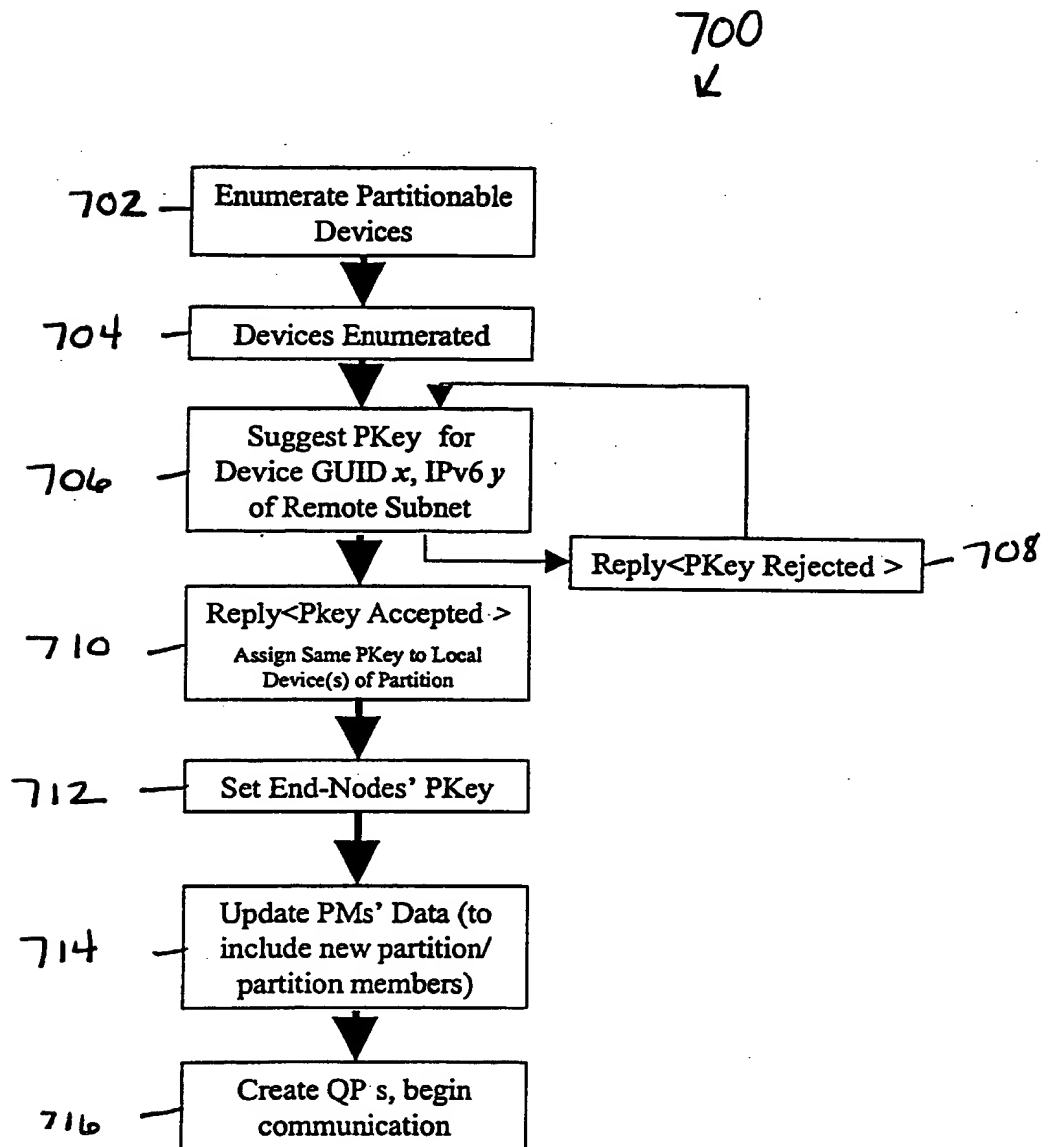 700
702
Enumerate Partitionable
Devices
704
Devices Enumerated
706
Suggest PKey for
Device GUID x, IPv6 y
of Remote Subnet
Reply<PKey Rejected >
708
710
Reply<Pkey Accepted >
Assign Same PKey to Local
Device(s) of Partition
712
Set End-Nodes' PKey
714
Update PMs' Data (to
include new partition/
partition members)
716
Create QP s, begin
communication